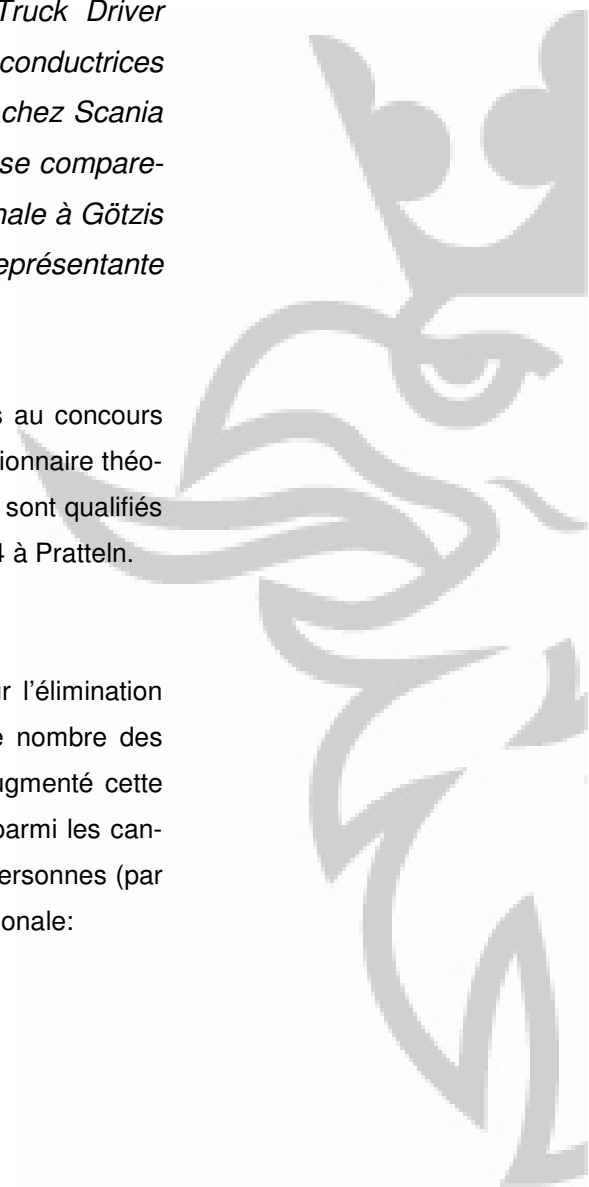 Truck Driver
conductrices
chez Scania
se compare-
nale à Götzis
eprésentante
s au concours
ionnaire théo-
sont qualifiés
4 à Pratteln.
r l'élimination
e nombre des
ugmenté cette
parmi les can-
ersonnes (par
onale: